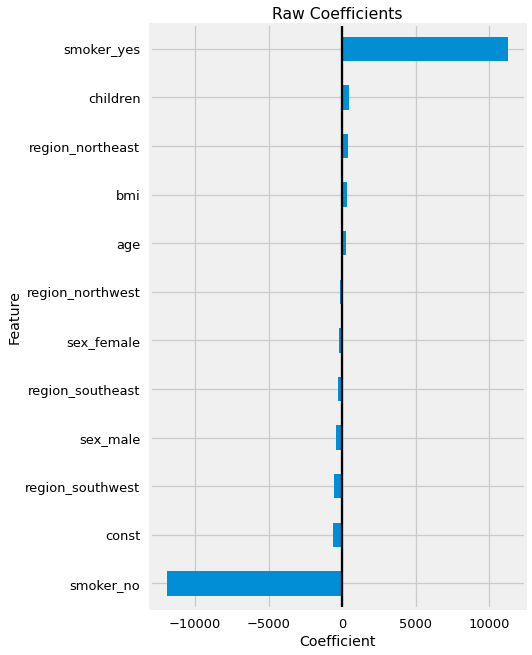 Raw Coefficients
smoker_yes
children
region_northeast
bmi
age
region_northwest
sex_female
region_southeast
sex_male
region_southwest
const
smoker_no
Feature
−10000 −5000 0 5000 10000
Coefficient